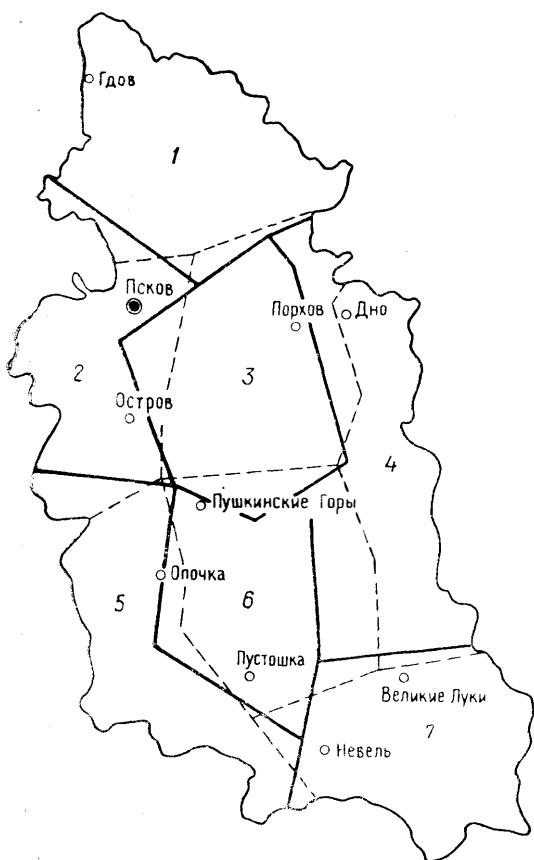 Гдов
1
Псков
Порхов
Дно
2
3
Остров
4
Пушкинские Горы
Опочка
5
6
Пустошка
Великие Луки
7
Невель